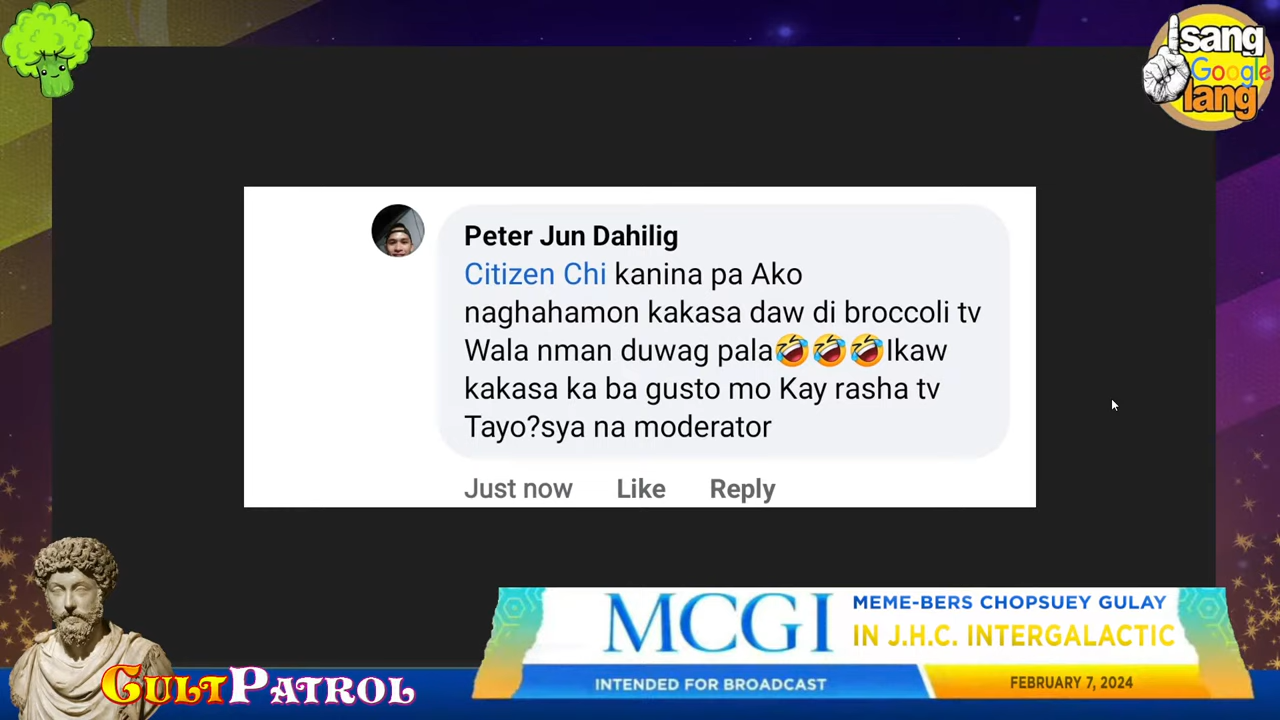 Isang
Google
lang
Peter Jun Dahilig
Citizen Chi kanina pa Ako
naghahamon kakasa daw di broccoli tv
Wala nman duwag pala🤣🤣🤣Ikaw
kakasa ka ba gusto mo Kay rasha tv
Tayo?sya na moderator
Just now Like Reply
MCGI
MEME-BERS CHOPSUEY GULAY
IN J.H.C. INTERGALACTIC
INTENDED FOR BROADCAST
FEBRUARY 7, 2024
CULTPATROL